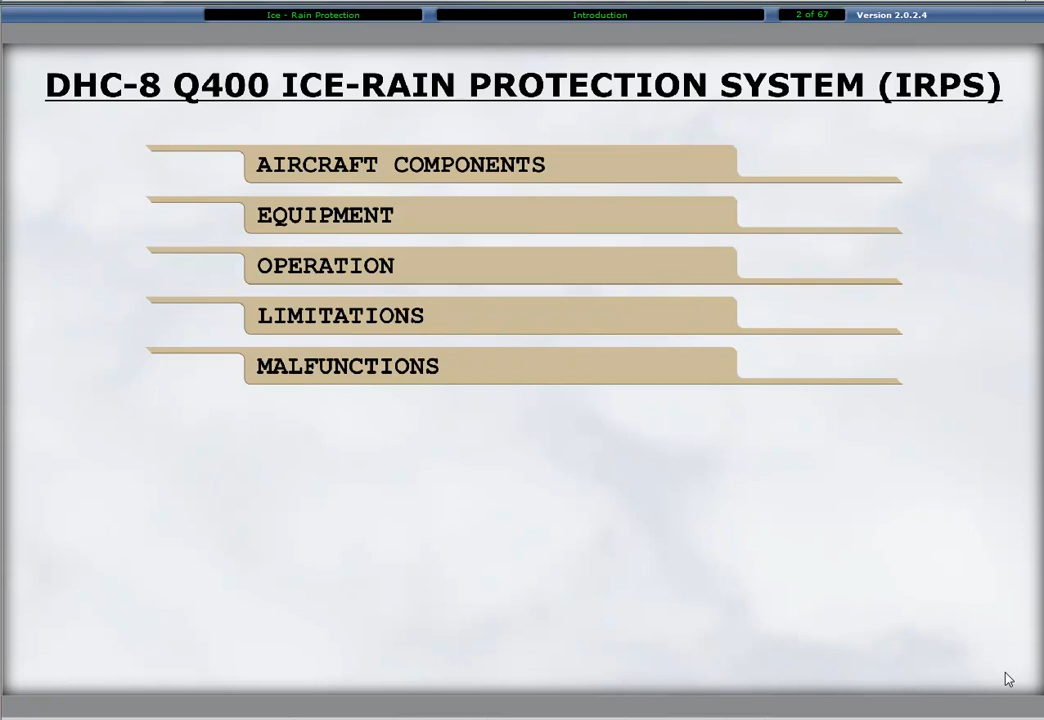 Ice - Rain Protection Introduction 2 of 67 Version 2.0.2.4
DHC-8 Q400 ICE-RAIN PROTECTION SYSTEM (IRPS)
AIRCRAFT COMPONENTS
EQUIPMENT
OPERATION
LIMITATIONS
MALFUNCTIONS